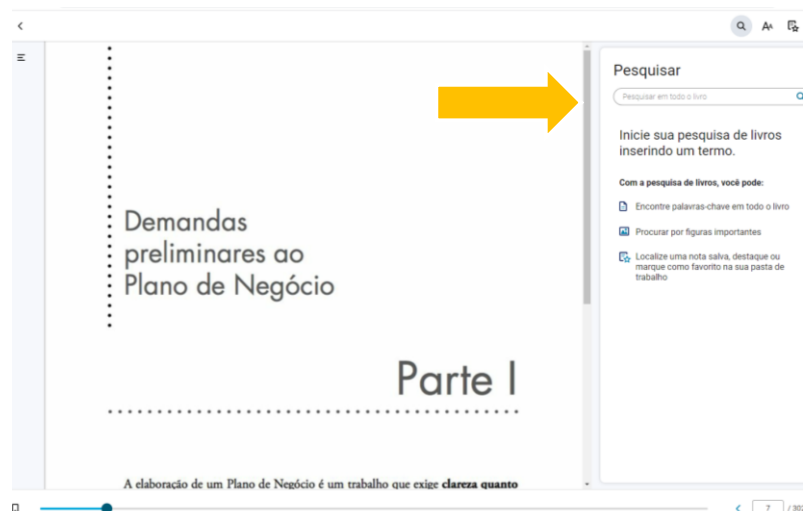 AA
Pesquisar
Pesquisar em todo o livro
Inicie sua pesquisa de livros
inserindo um termo.
Com a pesquisa de livros, você pode:
Encontre palavras-chave em todo o livro
Procurar por figuras importantes
Localize uma nota salva, destaque ou
marque como favorito na sua pasta de
trabalho
Demandas
preliminares ao
Plano de Negócio
Parte I
A elaboração de um Plano de Negócio é um trabalho que exige clareza quanto
7 / 302